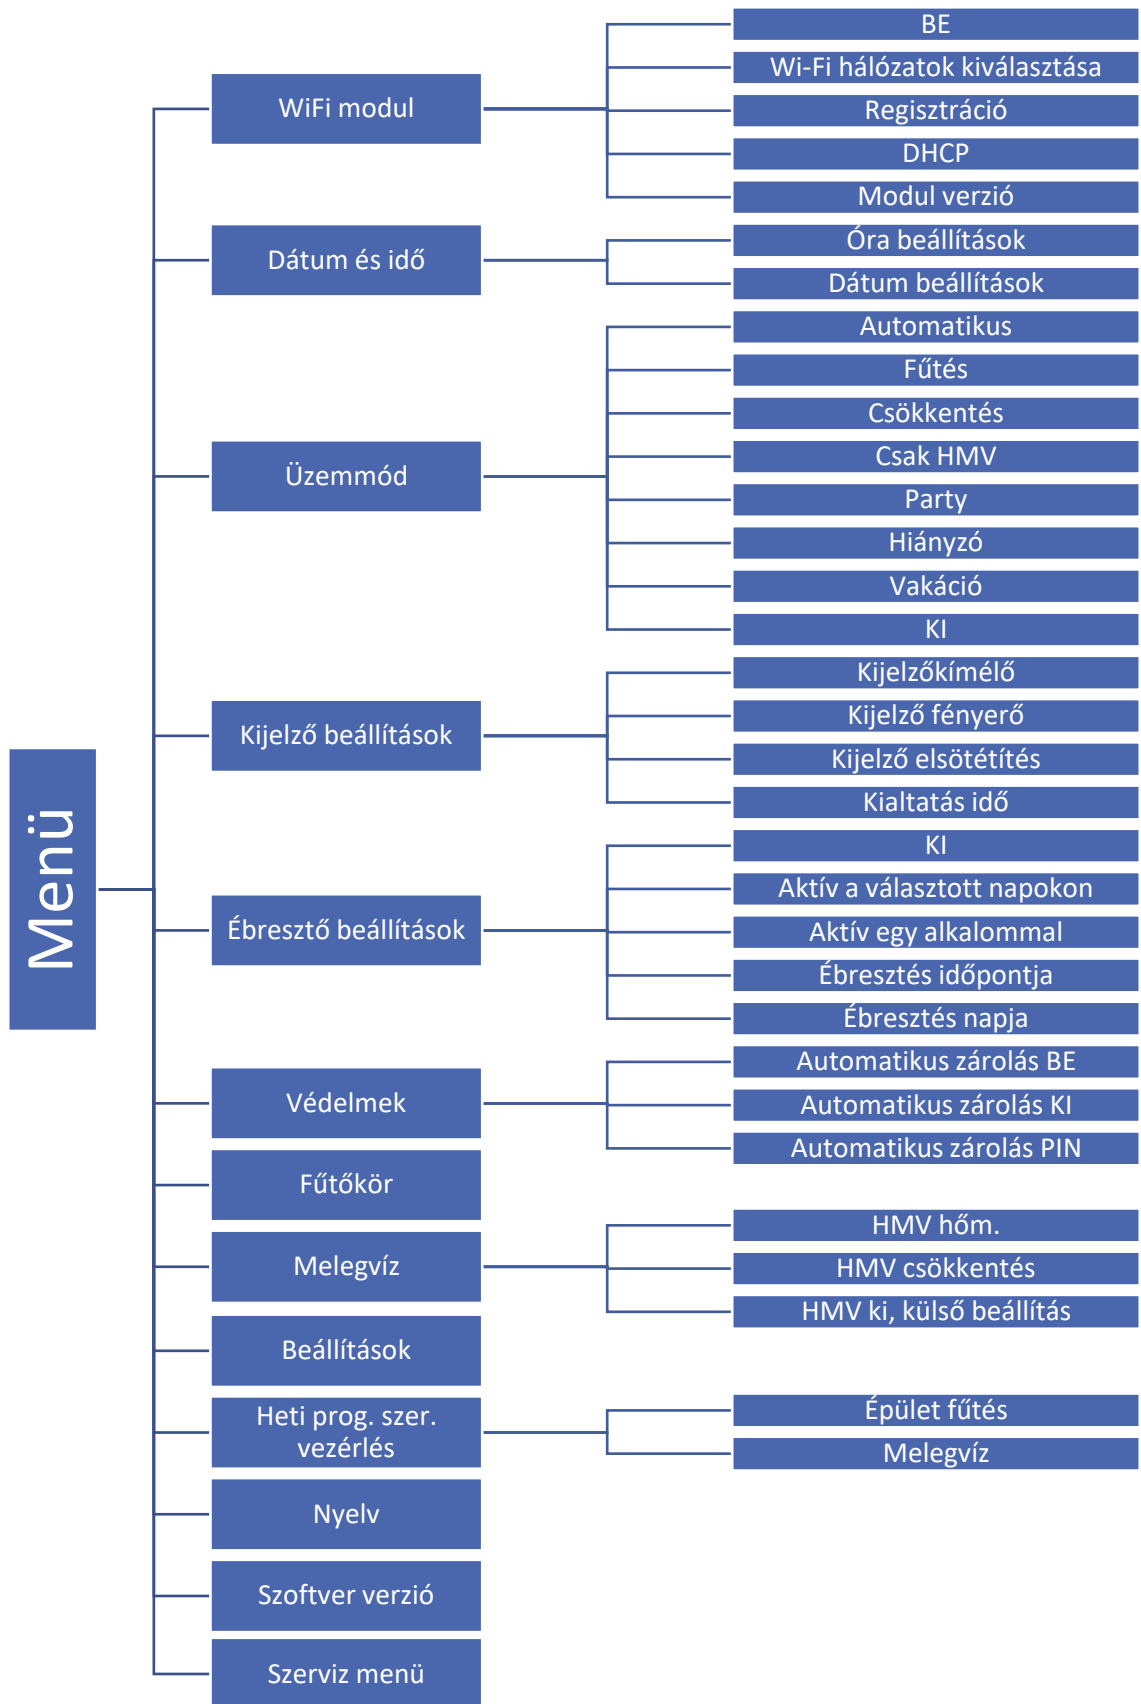 Menü
WiFi modul
BE
Wi-Fi hálózatok kiválasztása
Regisztráció
DHCP
Modul verzió
Dátum és idő
Óra beállítások
Dátum beállítások
Üzemmód
Automatikus
Fűtés
Csökkentés
Csak HMV
Party
Hiányzó
Vakáció
KI
Kijelző beállítások
Kijelzőkímélő
Kijelző fényerő
Kijelző elsötétítés
Kialtatás idő
Ébresztő beállítások
KI
Aktív a választott napokon
Aktív egy alkalommal
Ébresztés időpontja
Ébresztés napja
Védelmek
Automatikus zárolás BE
Automatikus zárolás KI
Automatikus zárolás PIN
Fűtőkör
Melegvíz
HMV hőm.
HMV csökkentés
HMV ki, külső beállítás
Beállítások
Heti prog. szer.
vezérlés
Épület fűtés
Melegvíz
Nyelv
Szoftver verzió
Szerviz menü